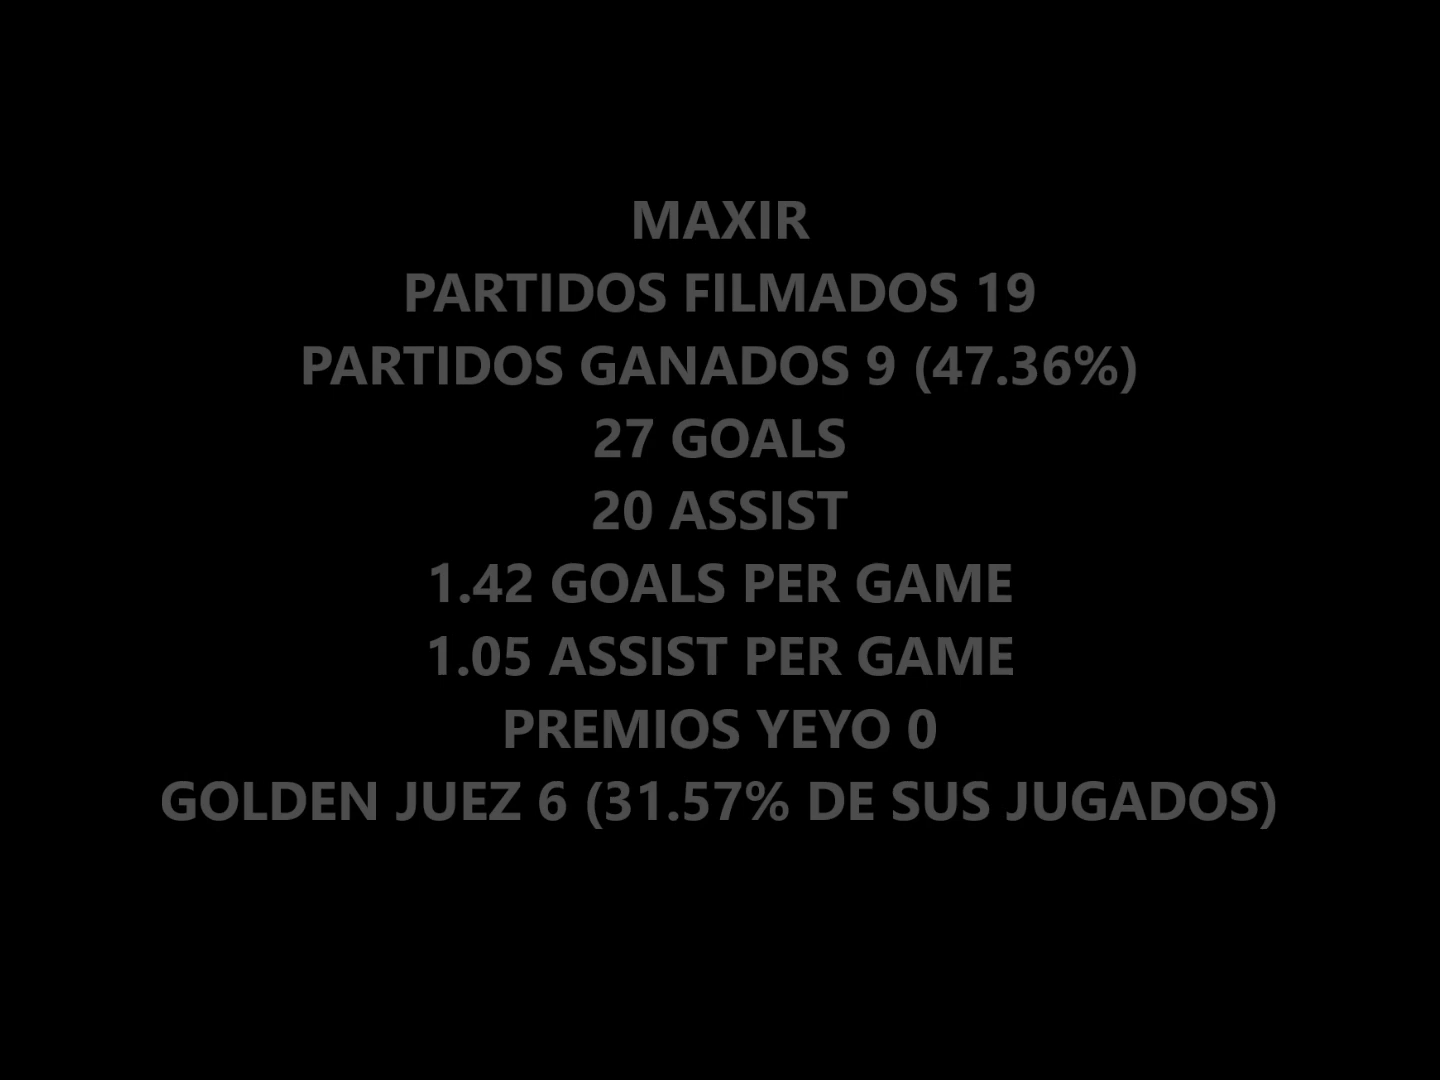 MAXIR
PARTIDOS FILMADOS 19
PARTIDOS GANADOS 9 (47.36%)
27 GOALS
20 ASSIST
1.42 GOALS PER GAME
1.05 ASSIST PER GAME
PREMIOS YEYO 0
GOLDEN JUEZ 6 (31.57% DE SUS JUGADOS)